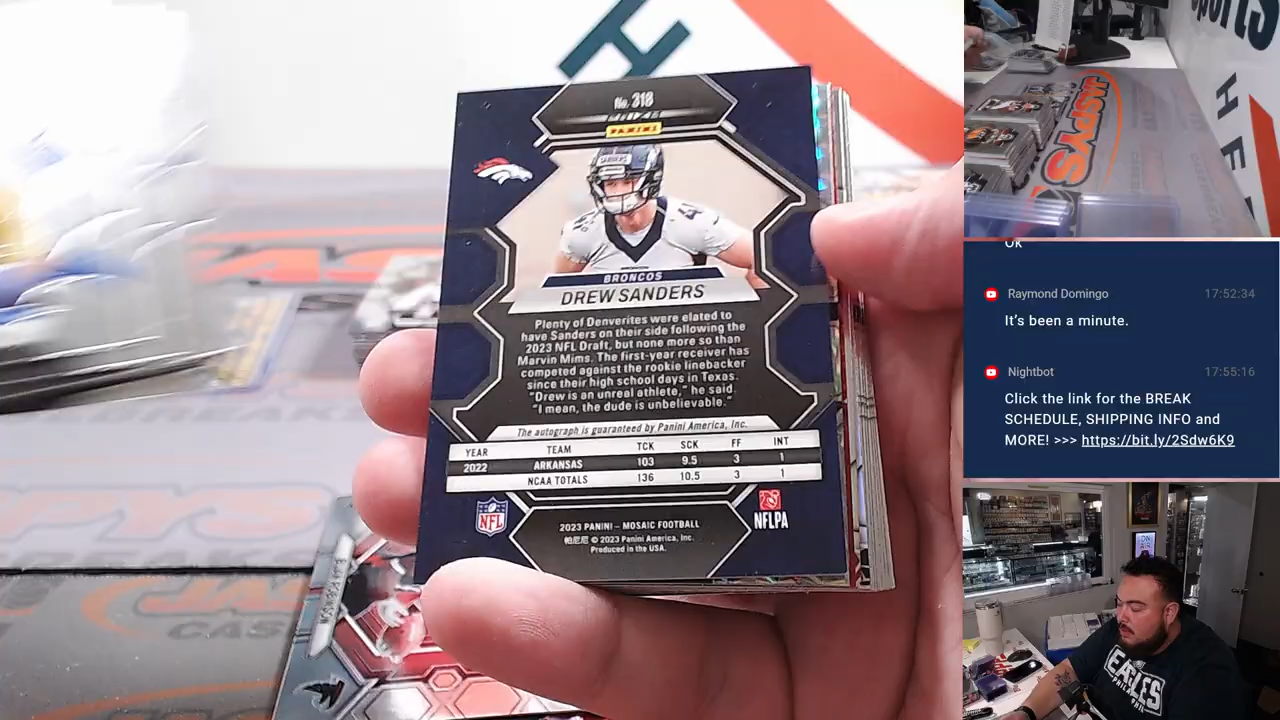 No. 318
PANINI
SANDERS
BRONCOS
DREW SANDERS
Plenty of Denverites were elated to
have Sanders on their side following the
2023 NFL Draft, but none more so than
Marvin Mims. The first-year receiver has
competed against the rookie linebacker
since their high school days in Texas.
"Drew is an unreal athlete," he said.
"I mean, the dude is unbelievable."
The autograph is guaranteed by Panini America, Inc.
YEAR TEAM TCK SCK FF INT
2022 ARKANSAS 103 9.5 3 1
NCAA TOTALS 136 10.5 3 1
NFL
NFLPA
2023 PANINI – MOSAIC FOOTBALL
帕尼尼 © 2023 Panini America, Inc.
Produced in the USA.
sports
JASPYS
Ok
Raymond Domingo 17:52:34
It's been a minute.
Nightbot 17:55:16
Click the link for the BREAK
SCHEDULE, SHIPPING INFO and
MORE! >>> https://bit.ly/2Sdw6K9
ON AIR
EAGLES